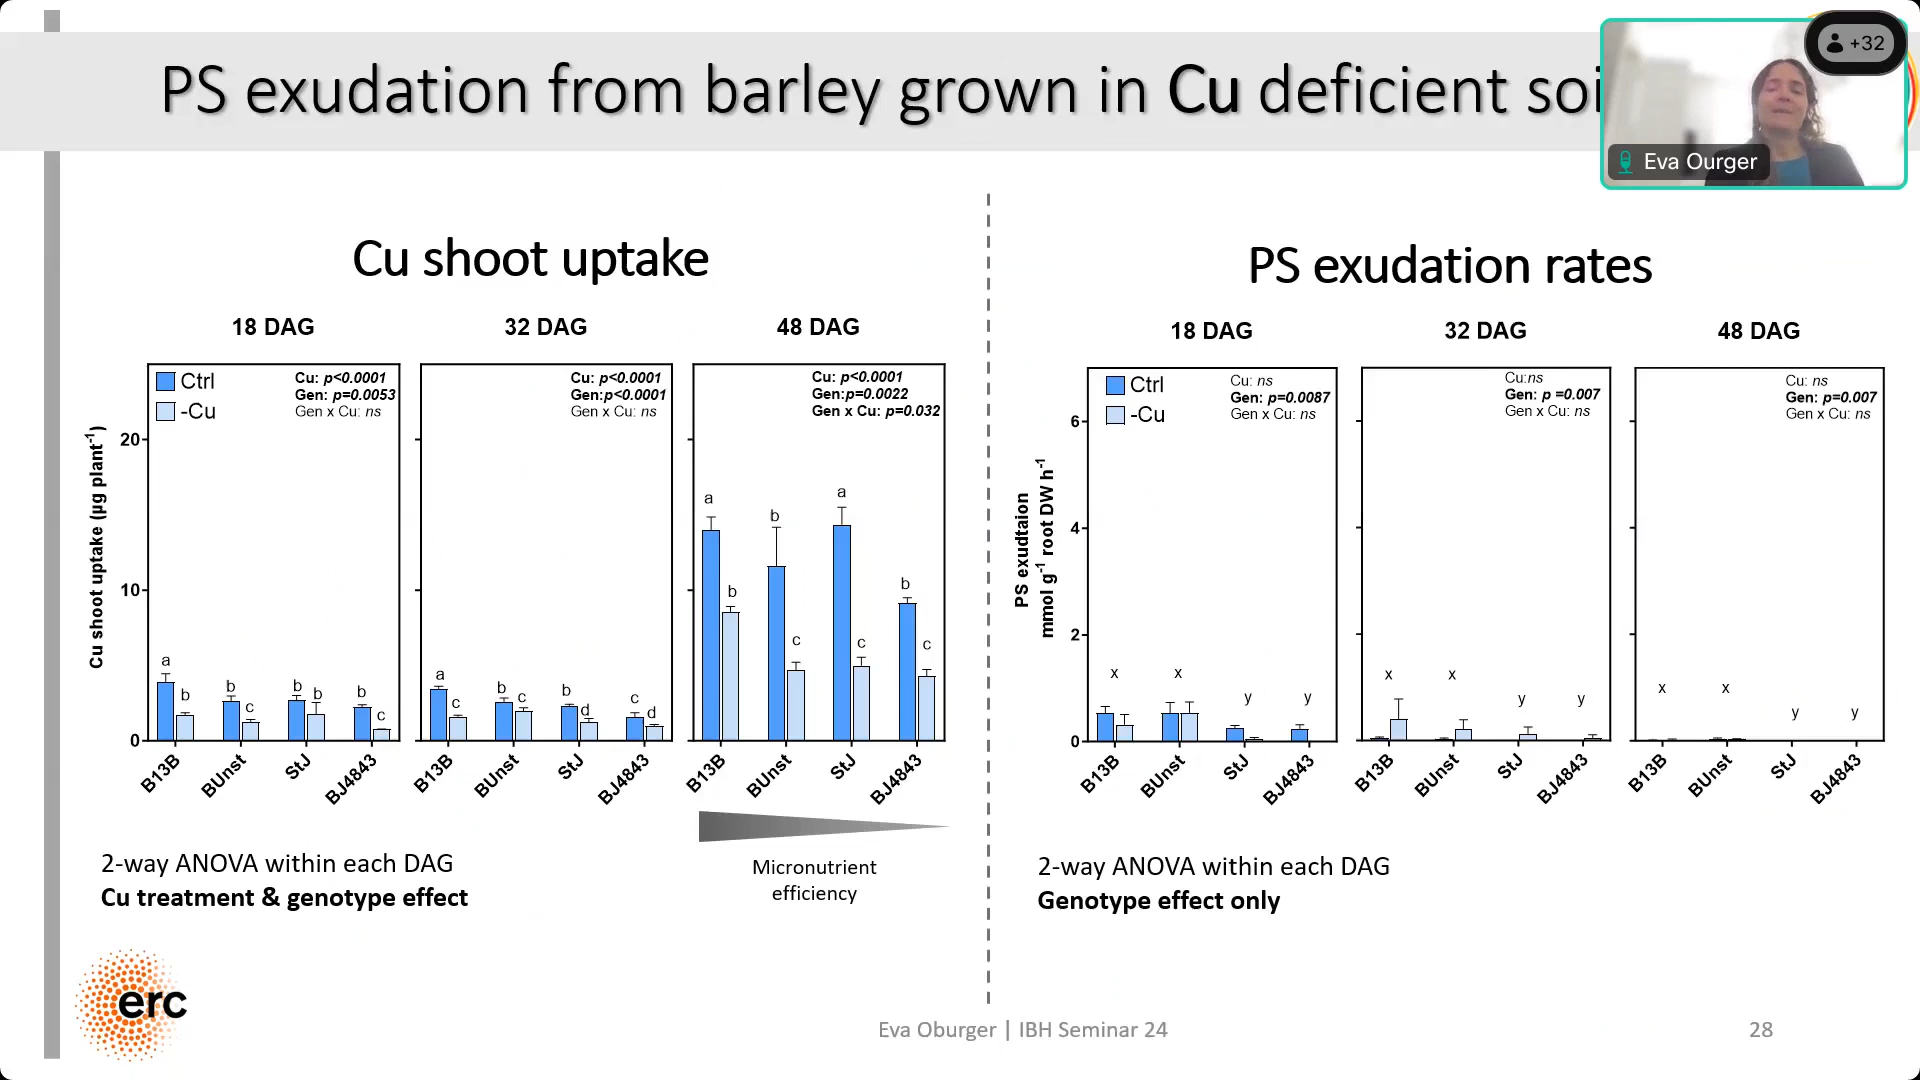 PS exudation from barley grown in Cu deficient soi
+32
Eva Ourger
Cu shoot uptake
18 DAG
32 DAG
48 DAG
Ctrl
-Cu
Cu: p<0.0001
Gen: p=0.0053
Gen x Cu: ns
Cu: p<0.0001
Gen:p<0.0001
Gen x Cu: ns
Cu: p<0.0001
Gen:p=0.0022
Gen x Cu: p=0.032
Cu shoot uptake (µg plant⁻¹)
20
10
0
a
b
b
c
b
b
b
c
a
c
b
c
b
d
c
d
a
b
b
c
a
c
b
c
B13B
BUnst
StJ
BJ4843
B13B
BUnst
StJ
BJ4843
B13B
BUnst
StJ
BJ4843
Micronutrient
efficiency
2-way ANOVA within each DAG
Cu treatment & genotype effect
PS exudation rates
18 DAG
32 DAG
48 DAG
Ctrl
-Cu
Cu: ns
Gen: p=0.0087
Gen x Cu: ns
Cu:ns
Gen: p =0.007
Gen x Cu: ns
Cu: ns
Gen: p=0.007
Gen x Cu: ns
PS exudtaion
mmol g⁻¹ root DW h⁻¹
6
4
2
0
x
x
y
y
x
x
y
y
x
x
y
y
B13B
BUnst
StJ
BJ4843
B13B
BUnst
StJ
BJ4843
B13B
BUnst
StJ
BJ4843
2-way ANOVA within each DAG
Genotype effect only
erc
Eva Oburger | IBH Seminar 24
28